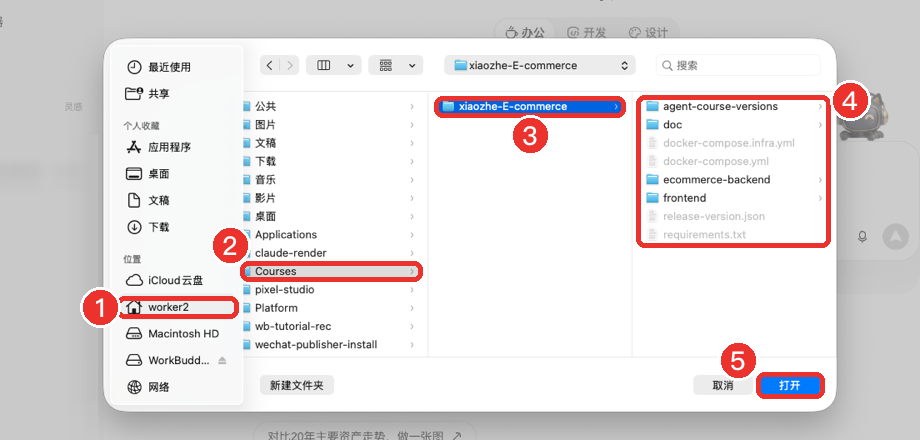 办公
开发
设计
灵感
最近使用
共享
个人收藏
应用程序
桌面
文稿
下载
位置
iCloud云盘
worker2
Macintosh HD
WorkBudd...
网络
xiaozhe-E-commerce
搜索
公共
图片
文稿
下载
音乐
影片
桌面
Applications
claude-render
Courses
pixel-studio
Platform
wb-tutorial-rec
wechat-publisher-install
xiaozhe-E-commerce
agent-course-versions
doc
docker-compose.infra.yml
docker-compose.yml
ecommerce-backend
frontend
release-version.json
requirements.txt
1
2
3
4
5
新建文件夹
取消
打开
对比20年主要资产走势，做一张图